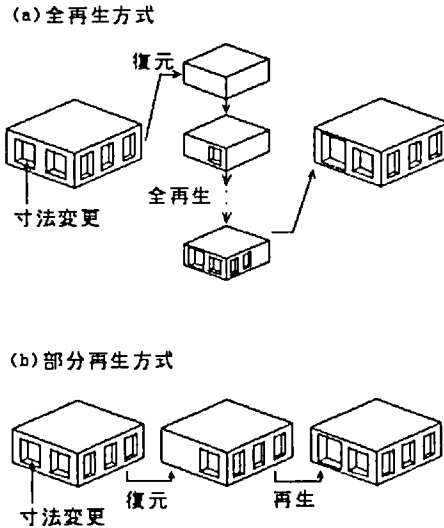 (a)全再生方式
復元
寸法変更
全再生
(b)部分再生方式
復元
再生
寸法変更